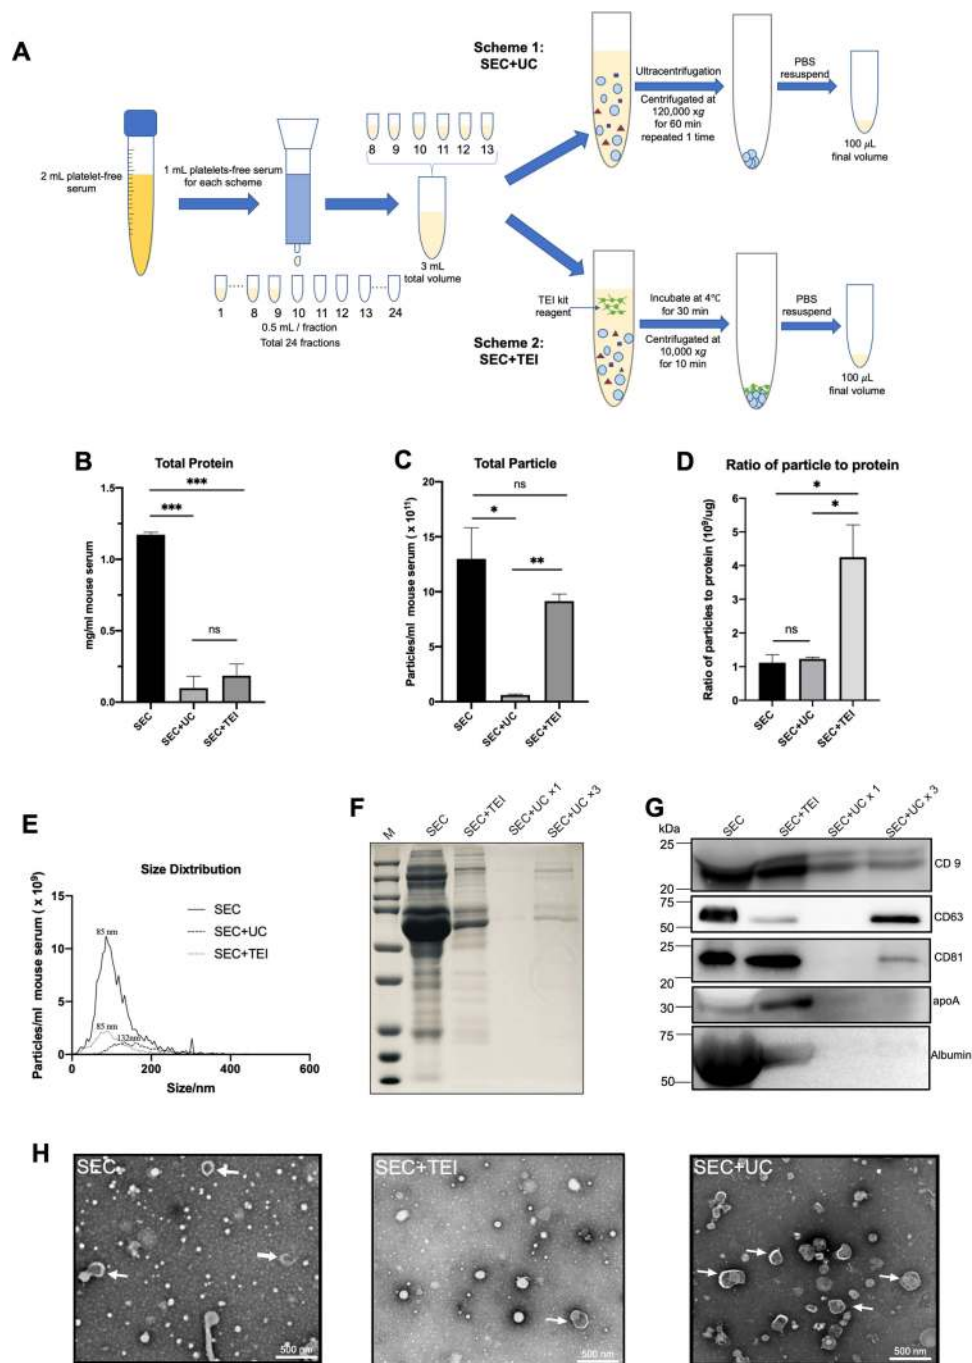 A
Scheme 1:
SEC+UC
Ultracentrifugation
Centrifugated at
120,000 xg
for 60 min
repeated 1 time
PBS
resuspend
100 μL
final volume
8 9 10 11 12 13
2 mL platelet-free
serum
1 mL platelets-free serum
for each scheme
3 mL
total volume
1 8 9 10 11 12 13 24
0.5 mL / fraction
Total 24 fractions
TEI kit
reagent
Scheme 2:
SEC+TEI
Incubate at 4℃
for 30 min
Centrifugated at
10,000 xg
for 10 min
PBS
resuspend
100 μL
final volume
B
Total Protein
mg/ml mouse serum
1.5
1.0
0.5
0.0
***
***
ns
SEC
SEC+UC
SEC+TEI
C
Total Particle
Particles/ml mouse serum ( x 10¹¹)
20
15
10
5
0
ns
*
**
SEC
SEC+UC
SEC+TEI
D
Ratio of particle to protein
Ratio of particles to protein (10⁹/ug)
6
5
4
3
2
1
0
*
*
ns
SEC
SEC+UC
SEC+TEI
E
Size Dixtribution
Particles/ml mouse serum ( x 10⁹)
15
10
5
0
0 200 400 600
Size/nm
85 nm
85 nm
132nm
SEC
SEC+UC
SEC+TEI
F
M
SEC
SEC+TEI
SEC+UC ×1
SEC+UC ×3
G
kDa
SEC
SEC+TEI
SEC+UC x 1
SEC+UC x 3
25
20
CD 9
75
50
CD63
25
20
CD81
30
apoA
75
50
Albumin
H
SEC
500 nm
SEC+TEI
500 nm
SEC+UC
500 nm